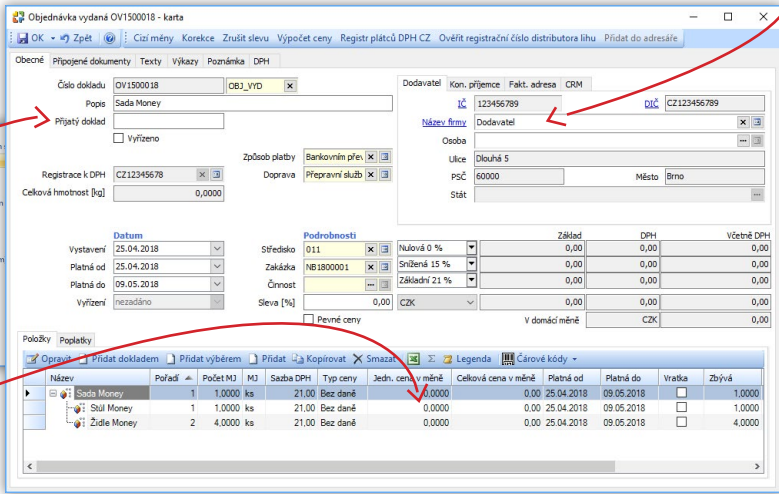 Objednávka vydaná OV1500018 - karta
OK Zpět Cizí měny Korekce Zrušit slevu Výpočet ceny Registr plátců DPH CZ Ověřit registrační číslo distributora lihu Přidat do adresáře
Obecné Připojené dokumenty Texty Výkazy Poznámka DPH
Číslo dokladu OV1500018 OBJ_VYD
Popis Sada Money
Přijatý doklad
Vyřízeno
Způsob platby Bankovním přev
Registrace k DPH CZ12345678 Doprava Přepravní služb
Celková hmotnost [kg] 0,0000
Dodavatel Kon. příjemce Fakt. adresa CRM
IČ 123456789 DIČ CZ123456789
Název firmy Dodavatel
Osoba
Ulice Dlouhá 5
PSČ 60000 Město Brno
Stát
Datum Podrobnosti Základ DPH Včetně DPH
Vystavení 25.04.2018 Středisko 011 Nulová 0 % 0,00 0,00 0,00
Platná od 25.04.2018 Zakázka NB1800001 Snížená 15 % 0,00 0,00 0,00
Platná do 09.05.2018 Činnost Základní 21 % 0,00 0,00 0,00
Vyřízení nezadáno Sleva [%] 0,00 CZK 0,00 0,00 0,00
Pevné ceny V domácí měně CZK 0,00
Položky Poplatky
Opravit Přidat dokladem Přidat výběrem Přidat Kopírovat Smazat Σ Legenda Čárové kódy
Název Pořadí Počet MJ MJ Sazba DPH Typ ceny Jedn. cena v měně Celková cena v měně Platná od Platná do Vratka Zbývá
Sada Money 1 1,0000 ks 21,00 Bez daně 0,0000 0,00 25.04.2018 09.05.2018 1,0000
Stůl Money 1 1,0000 ks 21,00 Bez daně 0,0000 0,00 25.04.2018 09.05.2018 1,0000
Židle Money 2 4,0000 ks 21,00 Bez daně 0,0000 0,00 25.04.2018 09.05.2018 4,0000